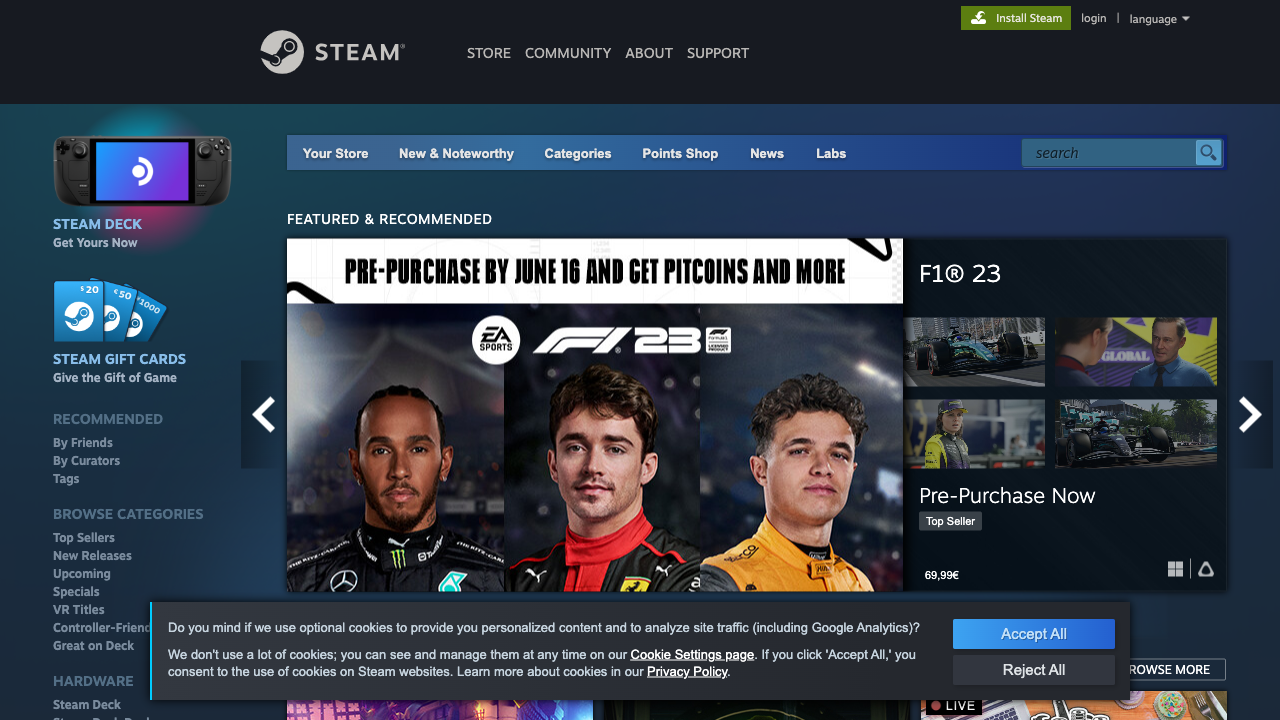 Install Steam
login
language
STEAM®
STORE
COMMUNITY
ABOUT
SUPPORT
Your Store
New & Noteworthy
Categories
Points Shop
News
Labs
search
STEAM DECK
Get Yours Now
$20
€50
1000
STEAM GIFT CARDS
Give the Gift of Game
RECOMMENDED
By Friends
By Curators
Tags
BROWSE CATEGORIES
Top Sellers
New Releases
Upcoming
Specials
VR Titles
Controller-Friend
Great on Deck
HARDWARE
Steam Deck
FEATURED & RECOMMENDED
PRE-PURCHASE BY JUNE 16 AND GET PITCOINS AND MORE
EA SPORTS
F1® 23
F1® 23
GLOBAL
Pre-Purchase Now
Top Seller
69,99€
Do you mind if we use optional cookies to provide you personalized content and to analyze site traffic (including Google Analytics)?
We don't use a lot of cookies; you can see and manage them at any time on our Cookie Settings page. If you click 'Accept All,' you
consent to the use of cookies on Steam websites. Learn more about cookies in our Privacy Policy.
Accept All
Reject All
ROWSE MORE
LIVE